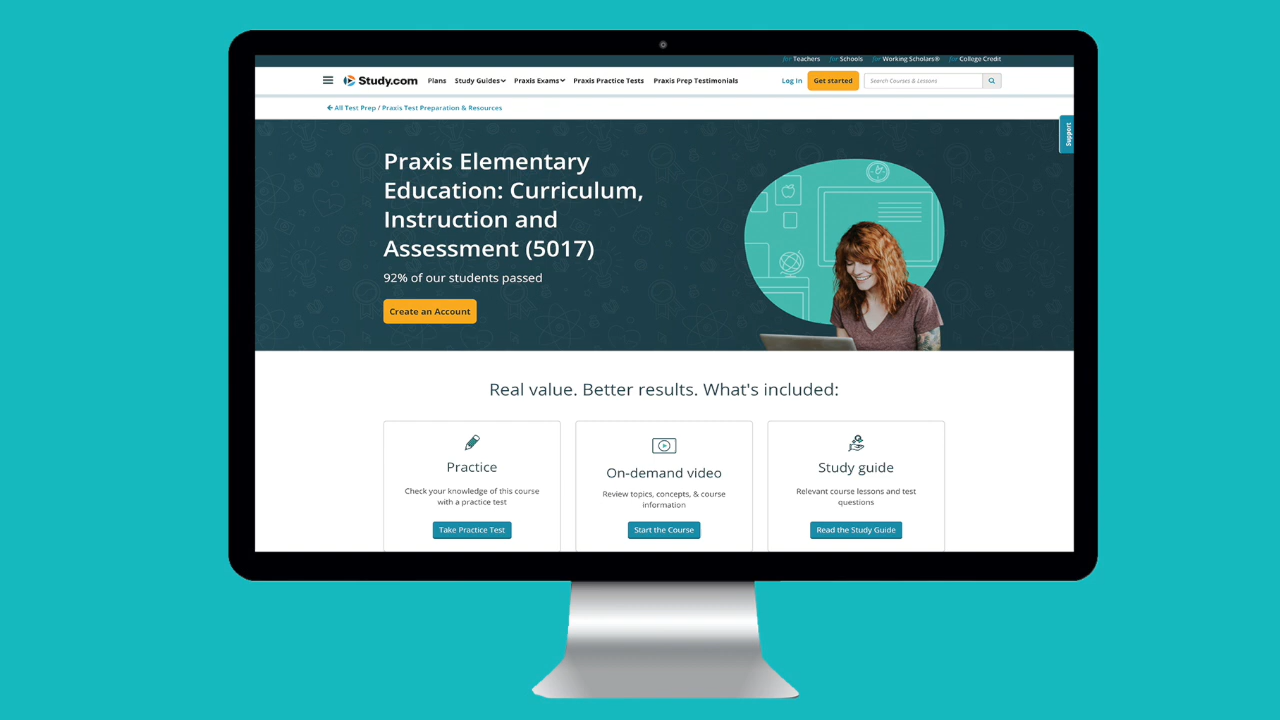 for Teachers for Schools for Working Scholars® for College Credit
Study.com Plans Study Guides Praxis Exams Praxis Practice Tests Praxis Prep Testimonials Log In Get started Search Courses & Lessons
All Test Prep / Praxis Test Preparation & Resources
Support
Praxis Elementary
Education: Curriculum,
Instruction and
Assessment (5017)
92% of our students passed
Create an Account
Real value. Better results. What's included:
Practice
Check your knowledge of this course
with a practice test
Take Practice Test
On-demand video
Review topics, concepts, & course
information
Start the Course
Study guide
Relevant course lessons and test
questions
Read the Study Guide